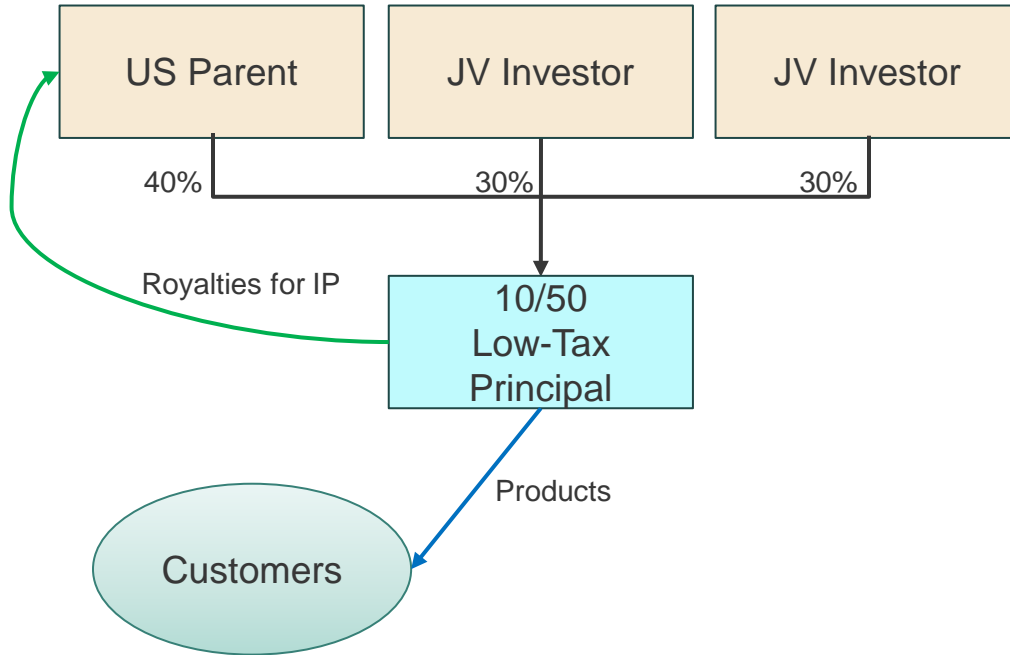 US Parent
JV Investor
JV Investor
40%
30%
30%
Royalties for IP
10/50
Low-Tax
Principal
Products
Customers